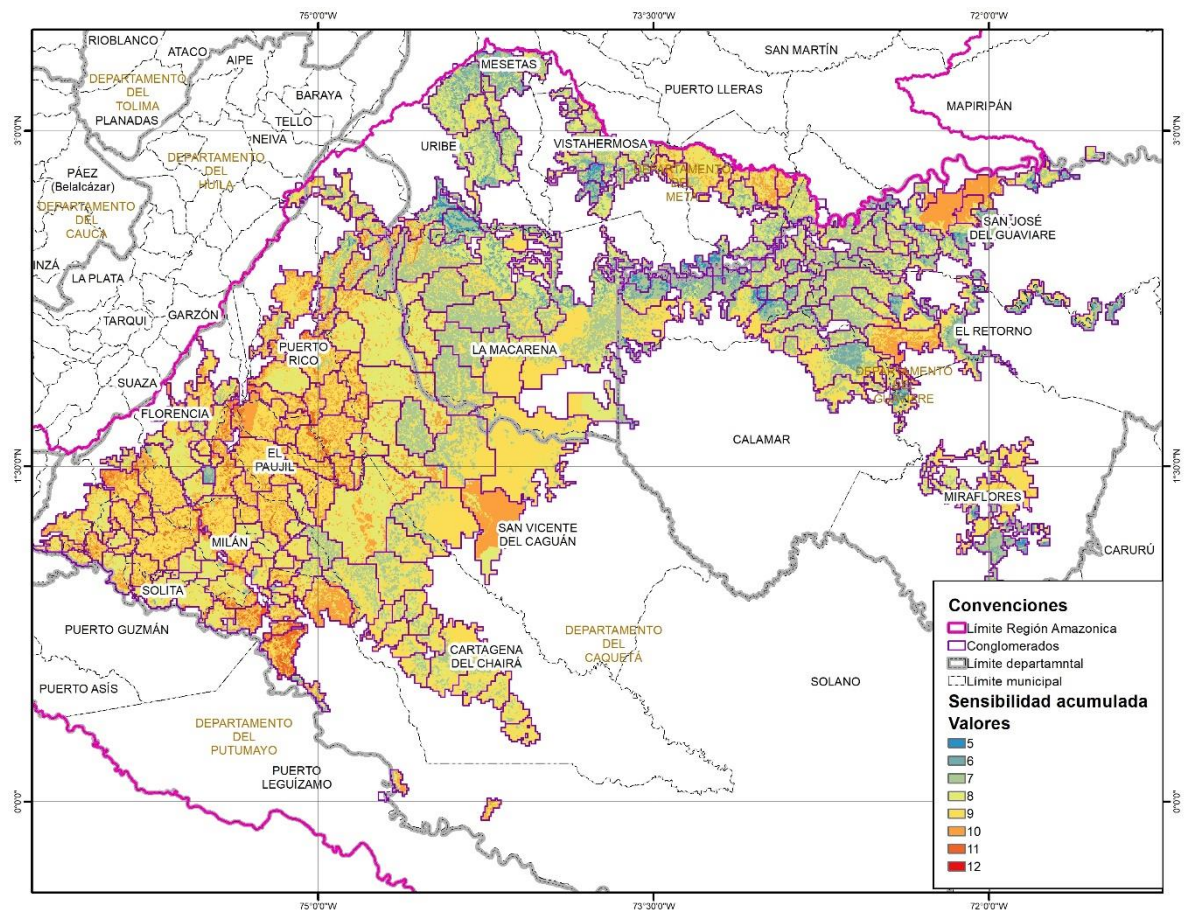 75°0'0"W
73°30'0"W
72°0'0"W
RIOBLANCO
ATACO
AIPE
DEPARTAMENTO
DEL
TOLIMA
PLANADAS
BARAYA
TELLO
NEIVA
MESETAS
SAN MARTÍN
PUERTO LLERAS
MAPIRIPÁN
3°0'0"N
3°0'0"N
URIBE
VISTAHERMOSA
DEPARTAMENTO
DEL
HUILA
DEPARTAMENTO
DEL
META
PÁEZ
(Belalcázar)
DEPARTAMENTO
DEL
CAUCA
INZÁ
LA PLATA
TARQUI
GARZÓN
SUAZA
SAN JOSÉ
DEL GUAVIARE
EL RETORNO
PUERTO
RICO
LA MACARENA
DEPARTAMENTO
GUAVIARE
FLORENCIA
EL
PAUJIL
CALAMAR
1°30'0"N
1°30'0"N
MIRAFLORES
SAN VICENTE
DEL CAGUÁN
MILÁN
CARURÚ
SOLITA
PUERTO GUZMÁN
CARTAGENA
DEL CHAIRÁ
DEPARTAMENTO
DEL
CAQUETÁ
SOLANO
PUERTO ASÍS
DEPARTAMENTO
DEL
PUTUMAYO
PUERTO
LEGUÍZAMO
0°0'0"
0°0'0"
Convenciones
Límite Región Amazonica
Conglomerados
Límite departamntal
Límite municipal
Sensibilidad acumulada
Valores
5
6
7
8
9
10
11
12
75°0'0"W
73°30'0"W
72°0'0"W